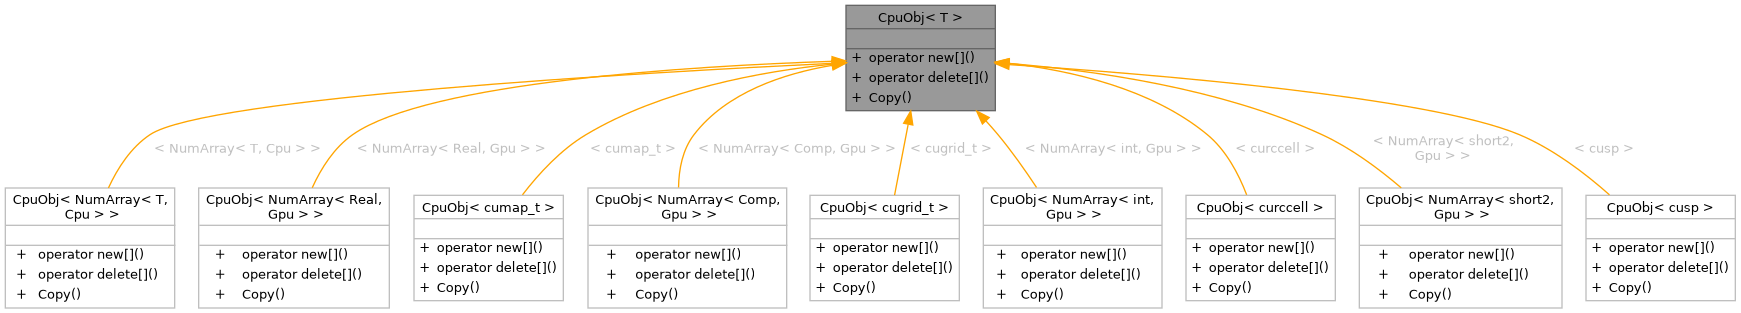 CpuObj< T >
+ operator new[]()
+ operator delete[]()
+ Copy()
< NumArray< T, Cpu > >
< NumArray< Real, Gpu > >
< cumap_t >
< NumArray< Comp, Gpu > >
< cugrid_t >
< NumArray< int, Gpu > >
< curccell >
< NumArray< short2,
Gpu > >
< cusp >
CpuObj< NumArray< T,
Cpu > >
+ operator new[]()
+ operator delete[]()
+ Copy()
CpuObj< NumArray< Real,
Gpu > >
+ operator new[]()
+ operator delete[]()
+ Copy()
CpuObj< cumap_t >
+ operator new[]()
+ operator delete[]()
+ Copy()
CpuObj< NumArray< Comp,
Gpu > >
+ operator new[]()
+ operator delete[]()
+ Copy()
CpuObj< cugrid_t >
+ operator new[]()
+ operator delete[]()
+ Copy()
CpuObj< NumArray< int,
Gpu > >
+ operator new[]()
+ operator delete[]()
+ Copy()
CpuObj< curccell >
+ operator new[]()
+ operator delete[]()
+ Copy()
CpuObj< NumArray< short2,
Gpu > >
+ operator new[]()
+ operator delete[]()
+ Copy()
CpuObj< cusp >
+ operator new[]()
+ operator delete[]()
+ Copy()